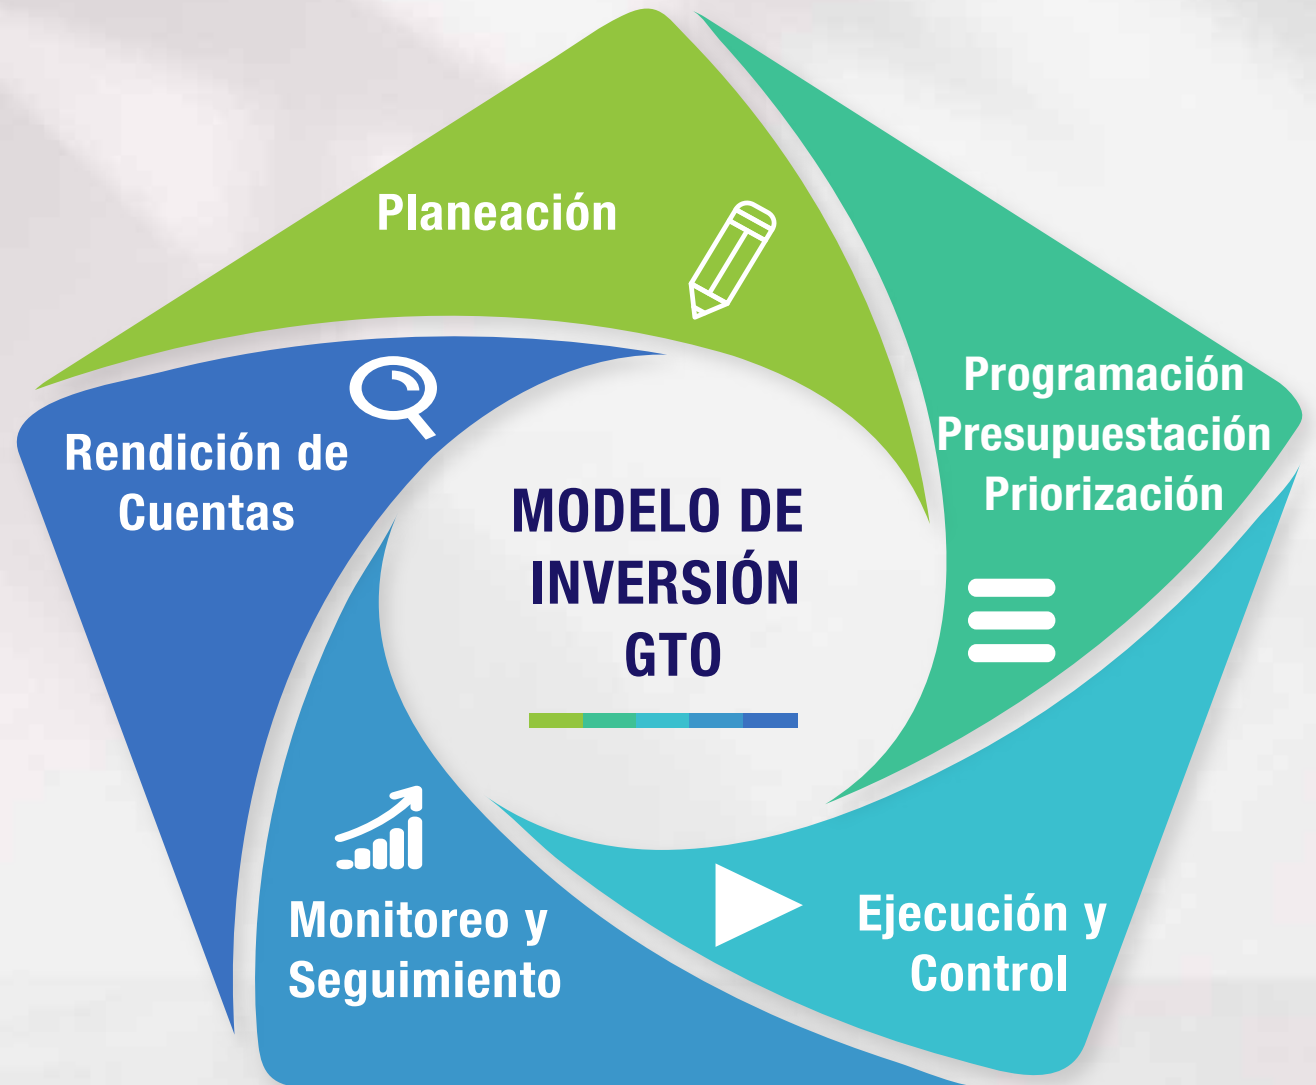 Planeación
Programación
Presupuestación
Priorización
Rendición de
Cuentas
MODELO DE
INVERSIÓN
GTO
Monitoreo y
Seguimiento
Ejecución y
Control